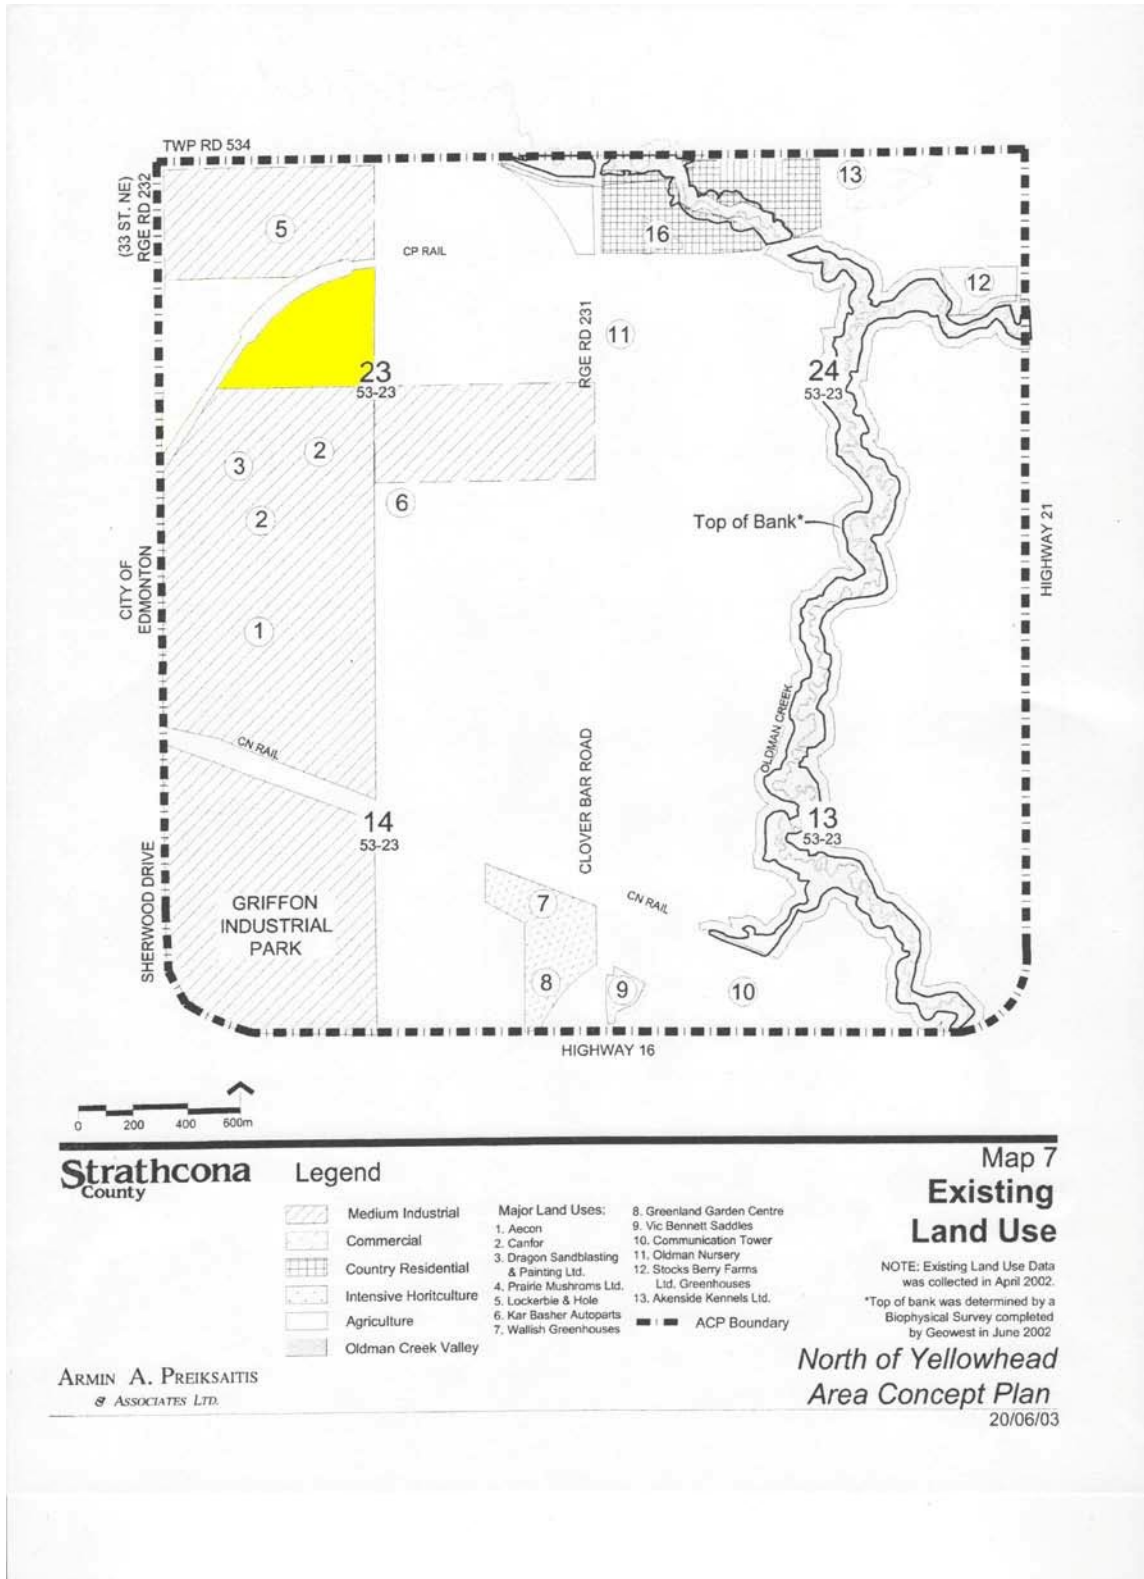 TWP RD 534
(33 ST. NE)
RGE RD 232
13
5
16
CP RAIL
12
RGE RD 231
11
23
53-23
24
53-23
2
3
6
2
Top of Bank*
HIGHWAY 21
CITY OF
EDMONTON
1
OLDMAN CREEK
CN RAIL
CLOVER BAR ROAD
14
53-23
13
53-23
SHERWOOD DRIVE
GRIFFON
INDUSTRIAL
PARK
7
CN RAIL
8
9
10
HIGHWAY 16
0 200 400 600m
Strathcona
County
Legend
Medium Industrial
Commercial
Country Residential
Intensive Horitculture
Agriculture
Oldman Creek Valley
Major Land Uses:
1. Aecon
2. Canfor
3. Dragon Sandblasting
& Painting Ltd.
4. Prairie Mushroms Ltd.
5. Lockerbie & Hole
6. Kar Basher Autoparts
7. Wallish Greenhouses
8. Greenland Garden Centre
9. Vic Bennett Saddles
10. Communication Tower
11. Oldman Nursery
12. Stocks Berry Farms
Ltd. Greenhouses
13. Akenside Kennels Ltd.
ACP Boundary
Map 7
Existing
Land Use
NOTE: Existing Land Use Data
was collected in April 2002.
*Top of bank was determined by a
Biophysical Survey completed
by Geowest in June 2002
North of Yellowhead
Area Concept Plan
20/06/03
ARMIN A. PREIKSAITIS
& ASSOCIATES LTD.